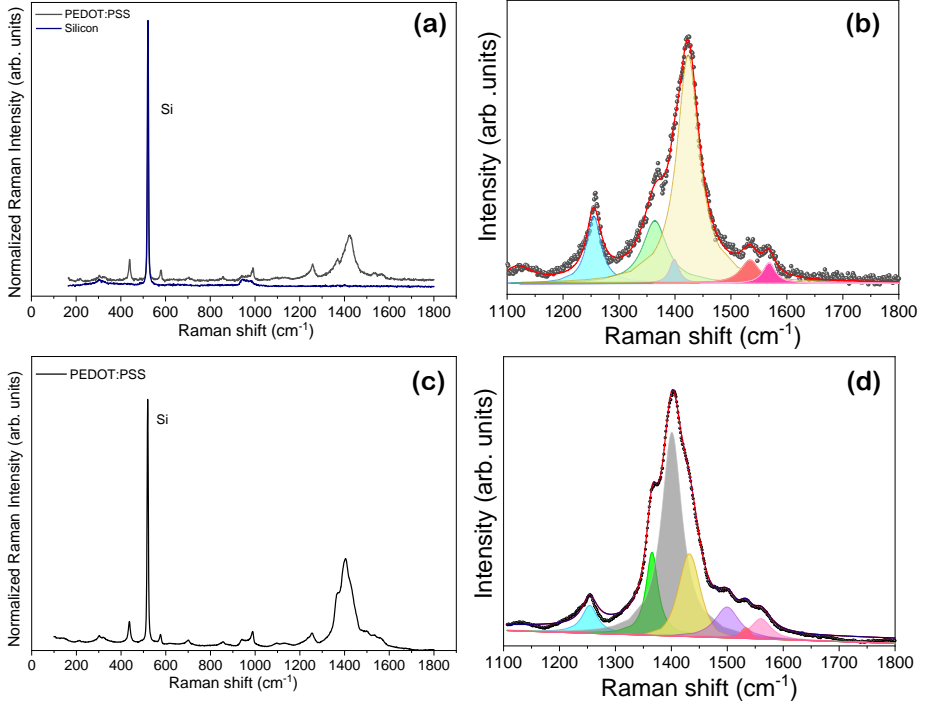 PEDOT:PSS
Silicon
(a)
Si
Normalized Raman Intensity (arb. units)
0 200 400 600 800 1000 1200 1400 1600 1800
Raman shift (cm⁻¹)
(b)
Intensity (arb .units)
1100 1200 1300 1400 1500 1600 1700 1800
Raman shift (cm⁻¹)
PEDOT:PSS
(c)
Si
Normalized Raman Intensity (arb. units)
0 200 400 600 800 1000 1200 1400 1600 1800
Raman shift (cm⁻¹)
(d)
Intensity (arb. units)
1100 1200 1300 1400 1500 1600 1700 1800
Raman shift (cm⁻¹)